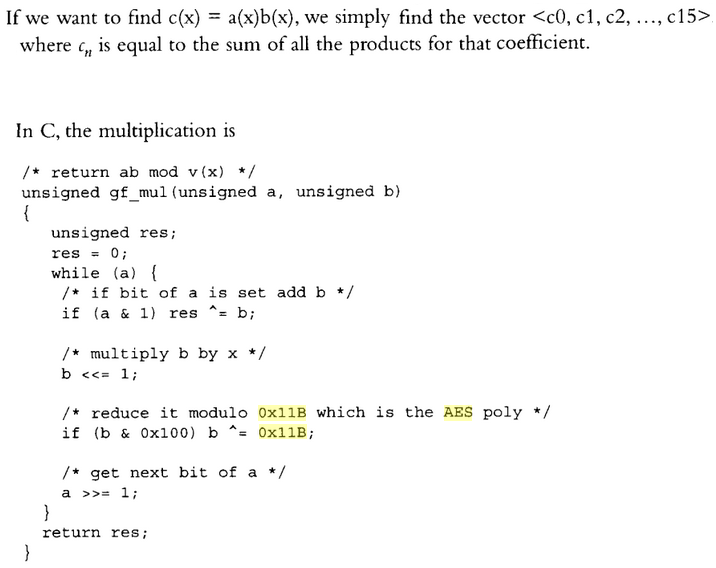 If we want to find c(x) = a(x)b(x), we simply find the vector <c0, c1, c2, ..., c15>
where cn is equal to the sum of all the products for that coefficient.
In C, the multiplication is
/* return ab mod v(x) */
unsigned gf_mul(unsigned a, unsigned b)
{
unsigned res;
res = 0;
while (a) {
/* if bit of a is set add b */
if (a & 1) res ^= b;
/* multiply b by x */
b <<= 1;
/* reduce it modulo 0x11B which is the AES poly */
if (b & 0x100) b ^= 0x11B;
/* get next bit of a */
a >>= 1;
}
return res;
}